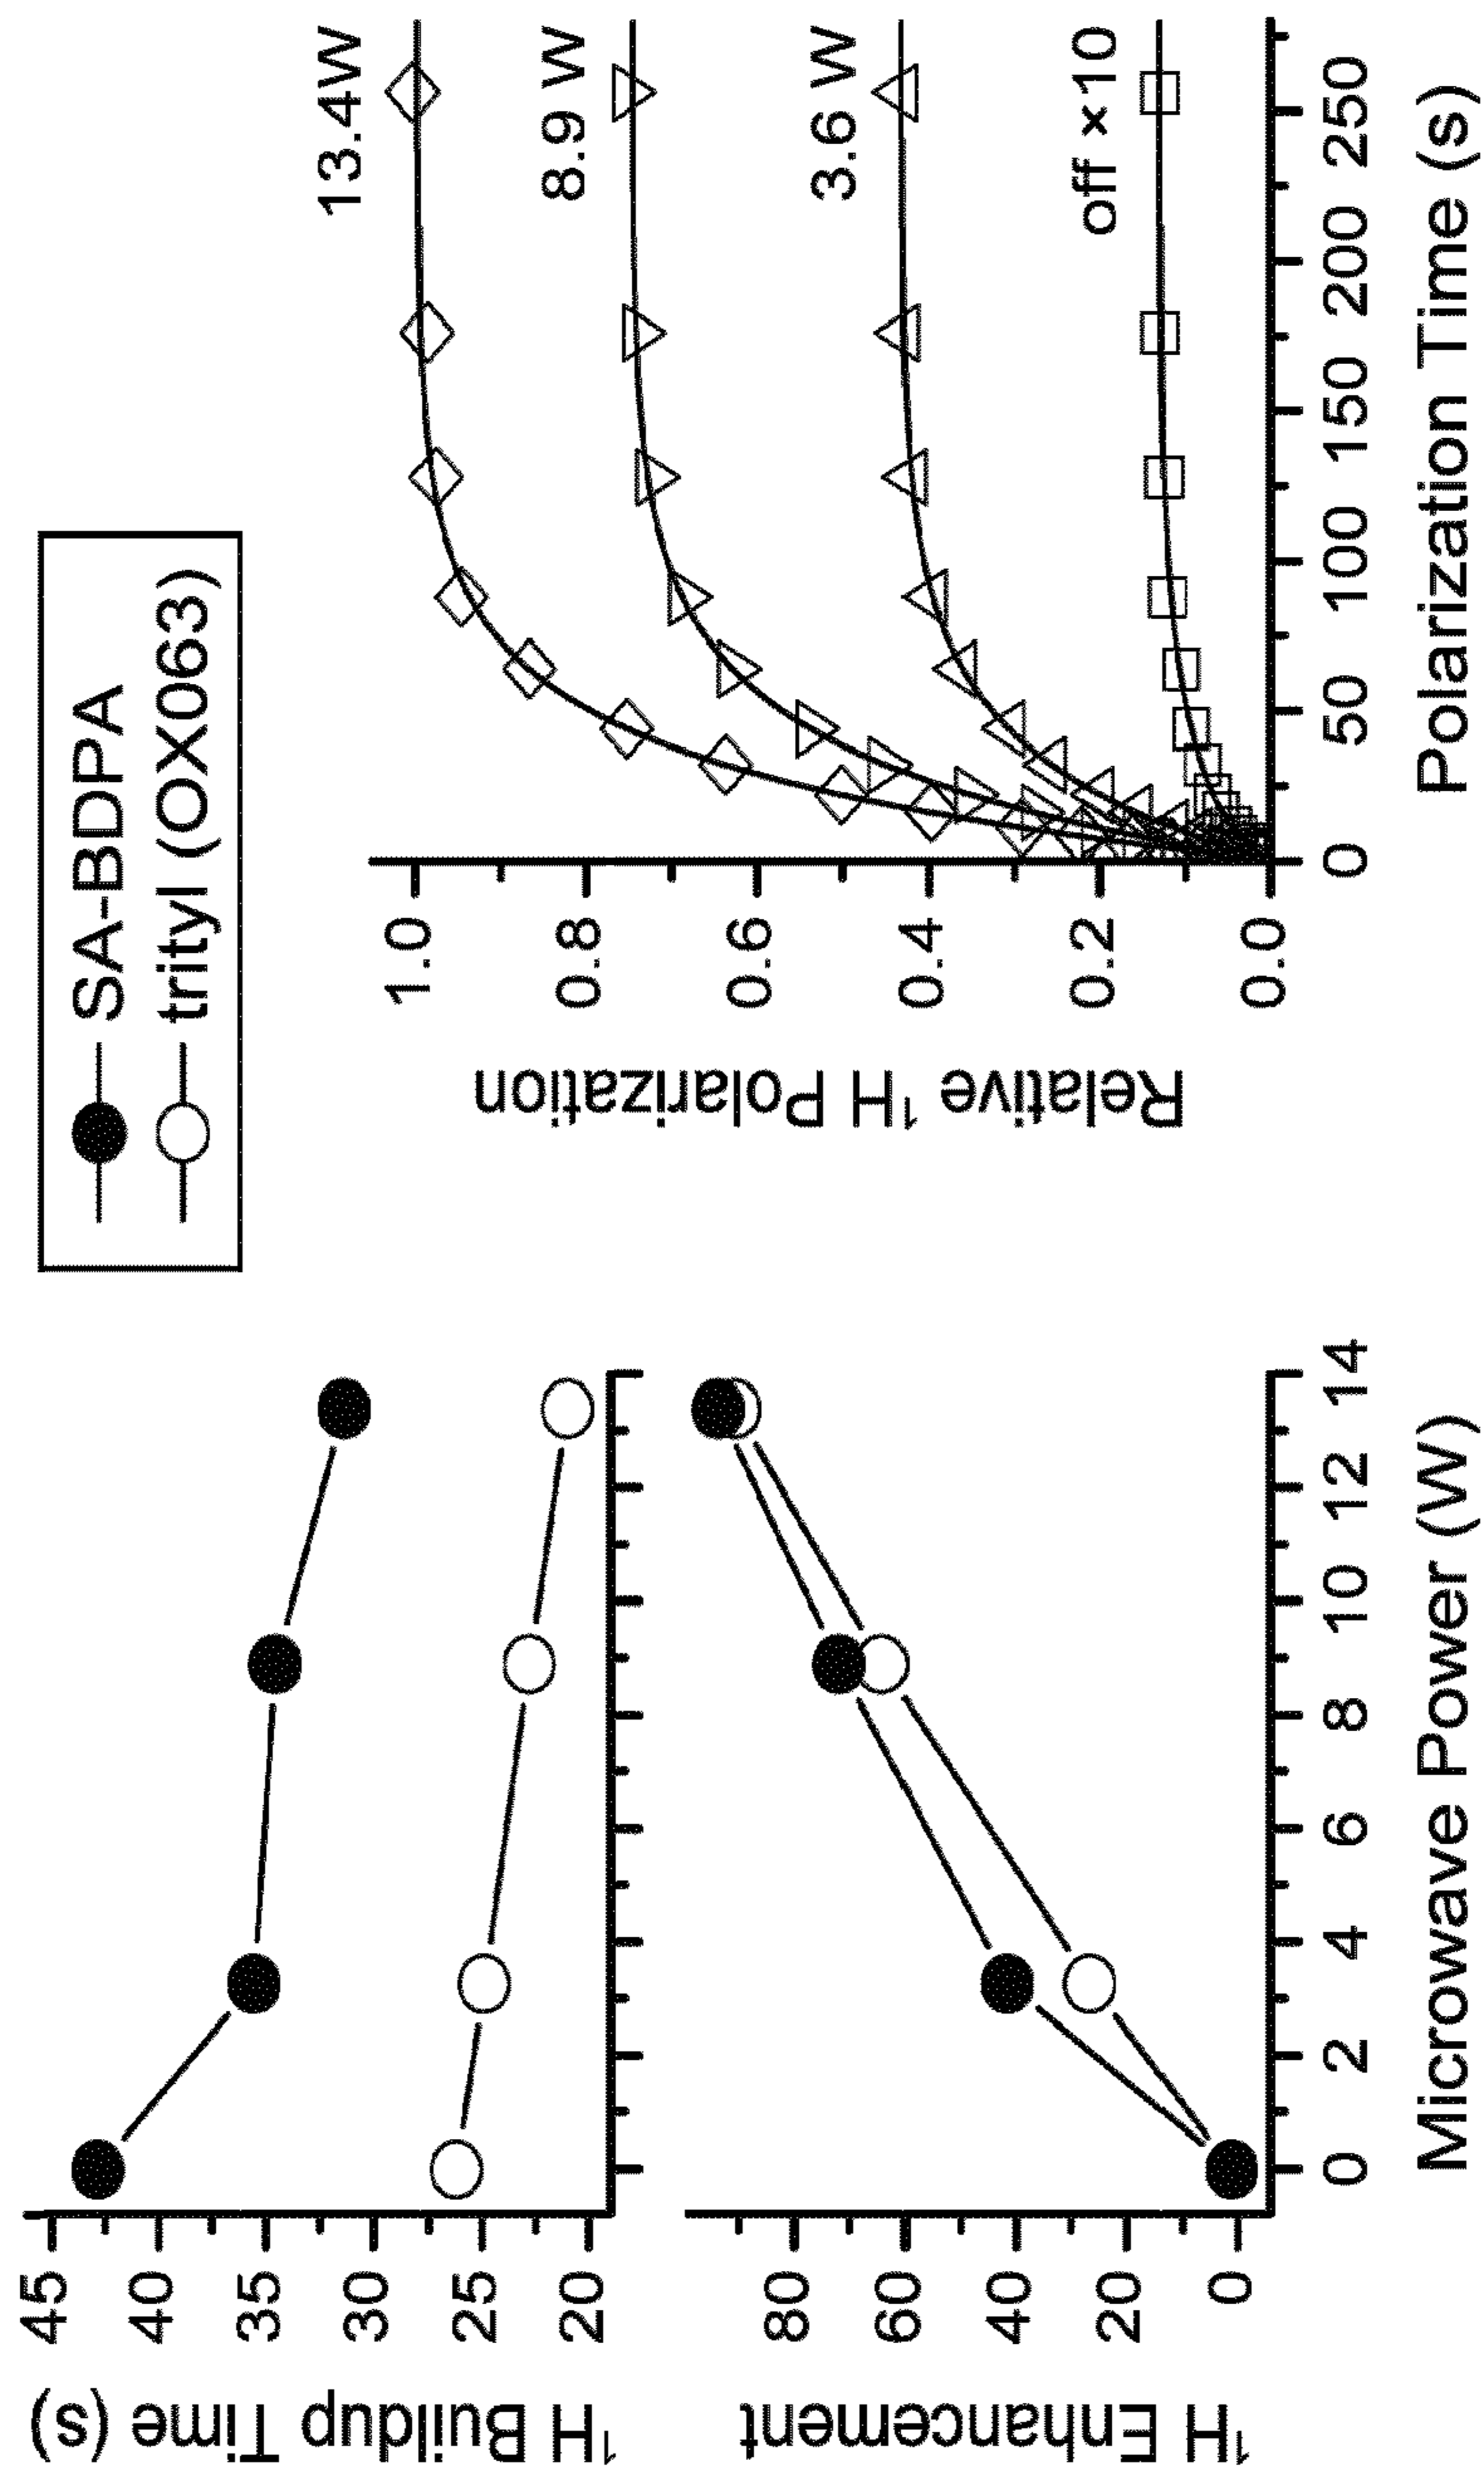 SA-BDPA
trityl (OX063)
¹H Buildup Time (s)
45
40
35
30
25
20
¹H Enhancement
80
60
40
20
0
0 2 4 6 8 10 12 14
Microwave Power (W)
Relative ¹H Polarization
1.0
0.8
0.6
0.4
0.2
0.0
13.4W
8.9 W
3.6 W
off ×10
0 50 100 150 200 250
Polarization Time (s)